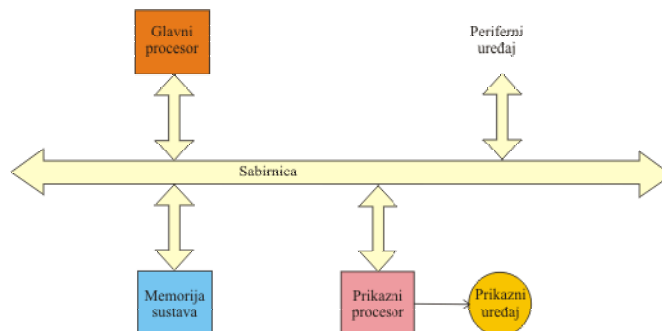 Glavni
procesor
Periferni
uređaj
Sabirnica
Memorija
sustava
Prikazni
procesor
Prikazni
uređaj